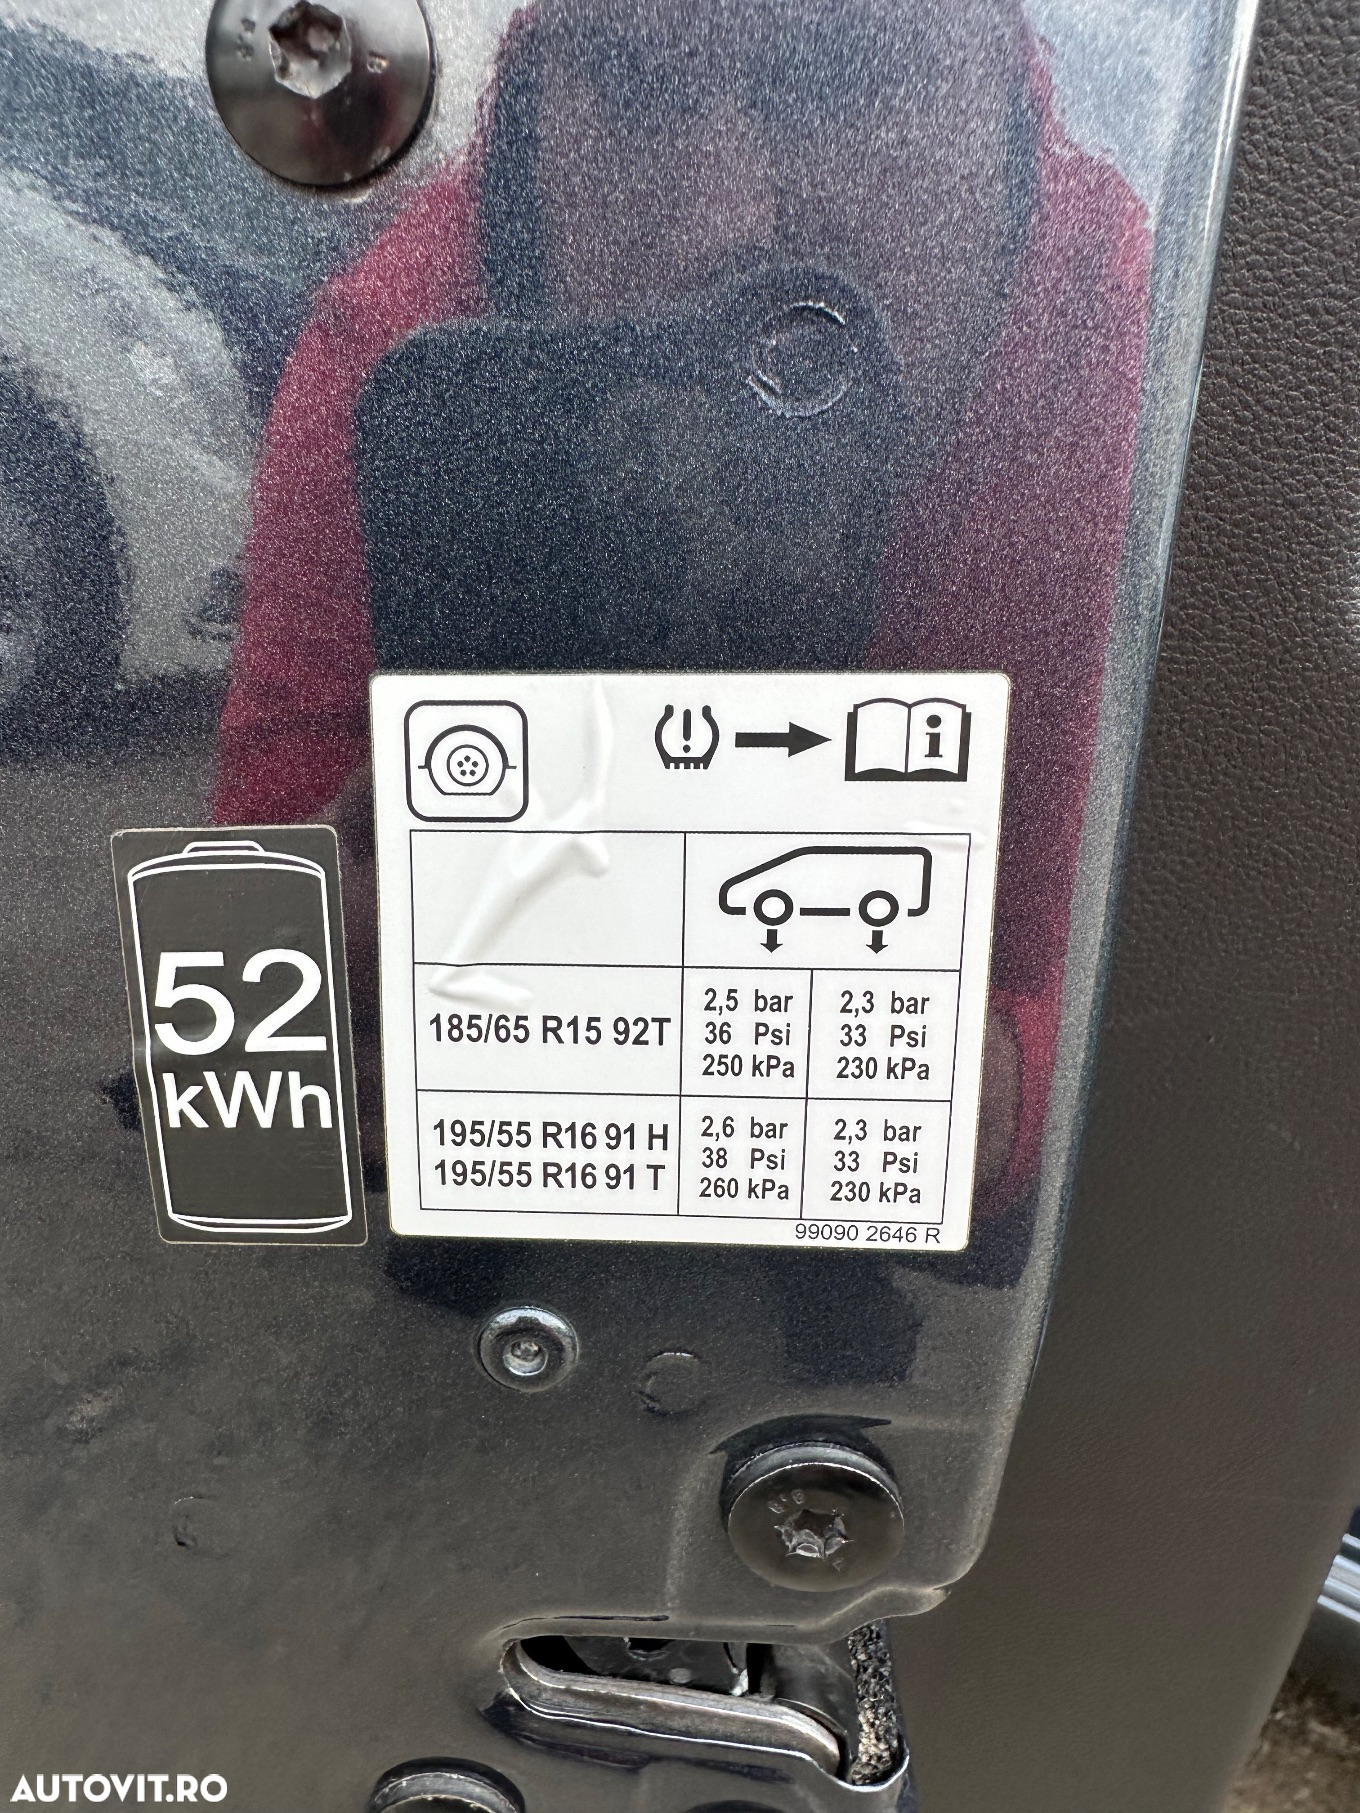 52
kWh
185/65 R15 92T
2,5 bar
36 Psi
250 kPa
2,3 bar
33 Psi
230 kPa
195/55 R16 91 H
195/55 R16 91 T
2,6 bar
38 Psi
260 kPa
2,3 bar
33 Psi
230 kPa
99090 2646 R
AUTOVIT.RO